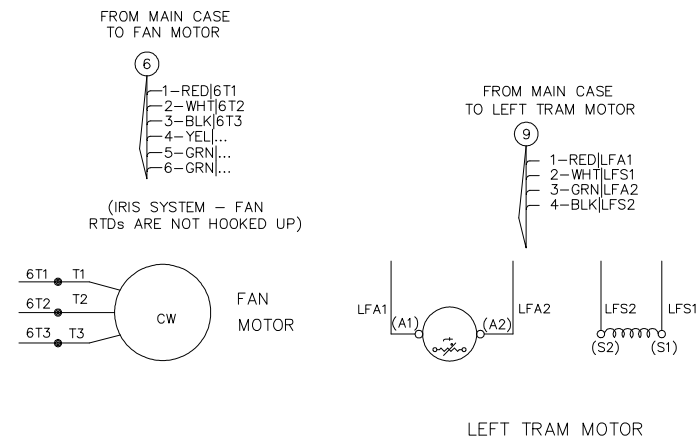 FROM MAIN CASE
TO FAN MOTOR
6
1-RED|6T1
2-WHT|6T2
3-BLK|6T3
4-YEL|...
5-GRN|...
6-GRN|...
(IRIS SYSTEM - FAN
RTDs ARE NOT HOOKED UP)
FROM MAIN CASE
TO LEFT TRAM MOTOR
9
1-RED|LFA1
2-WHT|LFS1
3-GRN|LFA2
4-BLK|LFS2
6T1 T1
6T2 T2
6T3 T3
CW
FAN
MOTOR
LFA1
(A1)
(A2)
LFA2
LFS2
LFS1
(S2)
(S1)
LEFT TRAM MOTOR